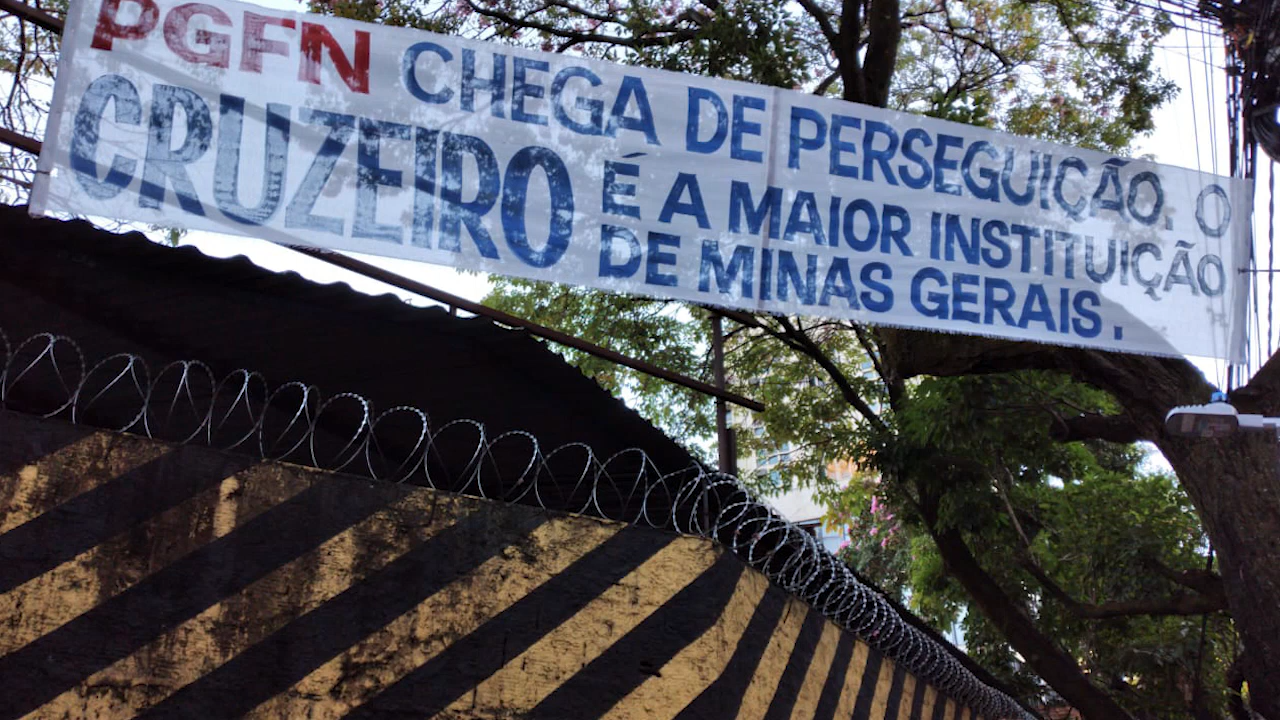 PGFN CHEGA DE PERSEGUIÇÃO. O
CRUZEIRO É A MAIOR INSTITUIÇÃO
DE MINAS GERAIS.